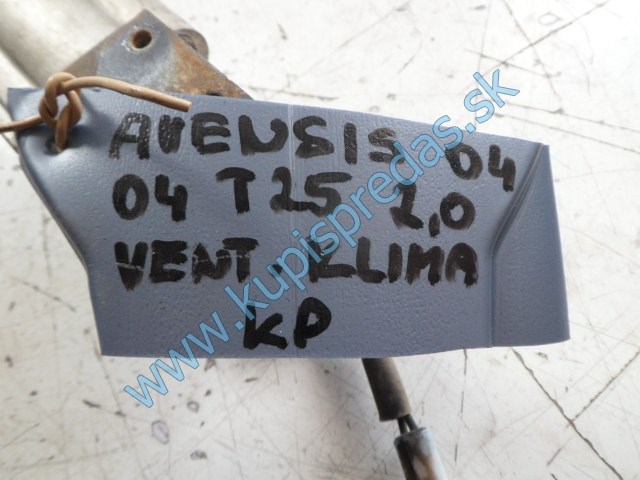 AVENSIS 04
04 T25 2,0
VENT KLIMA
KP
www.kupispredas.sk